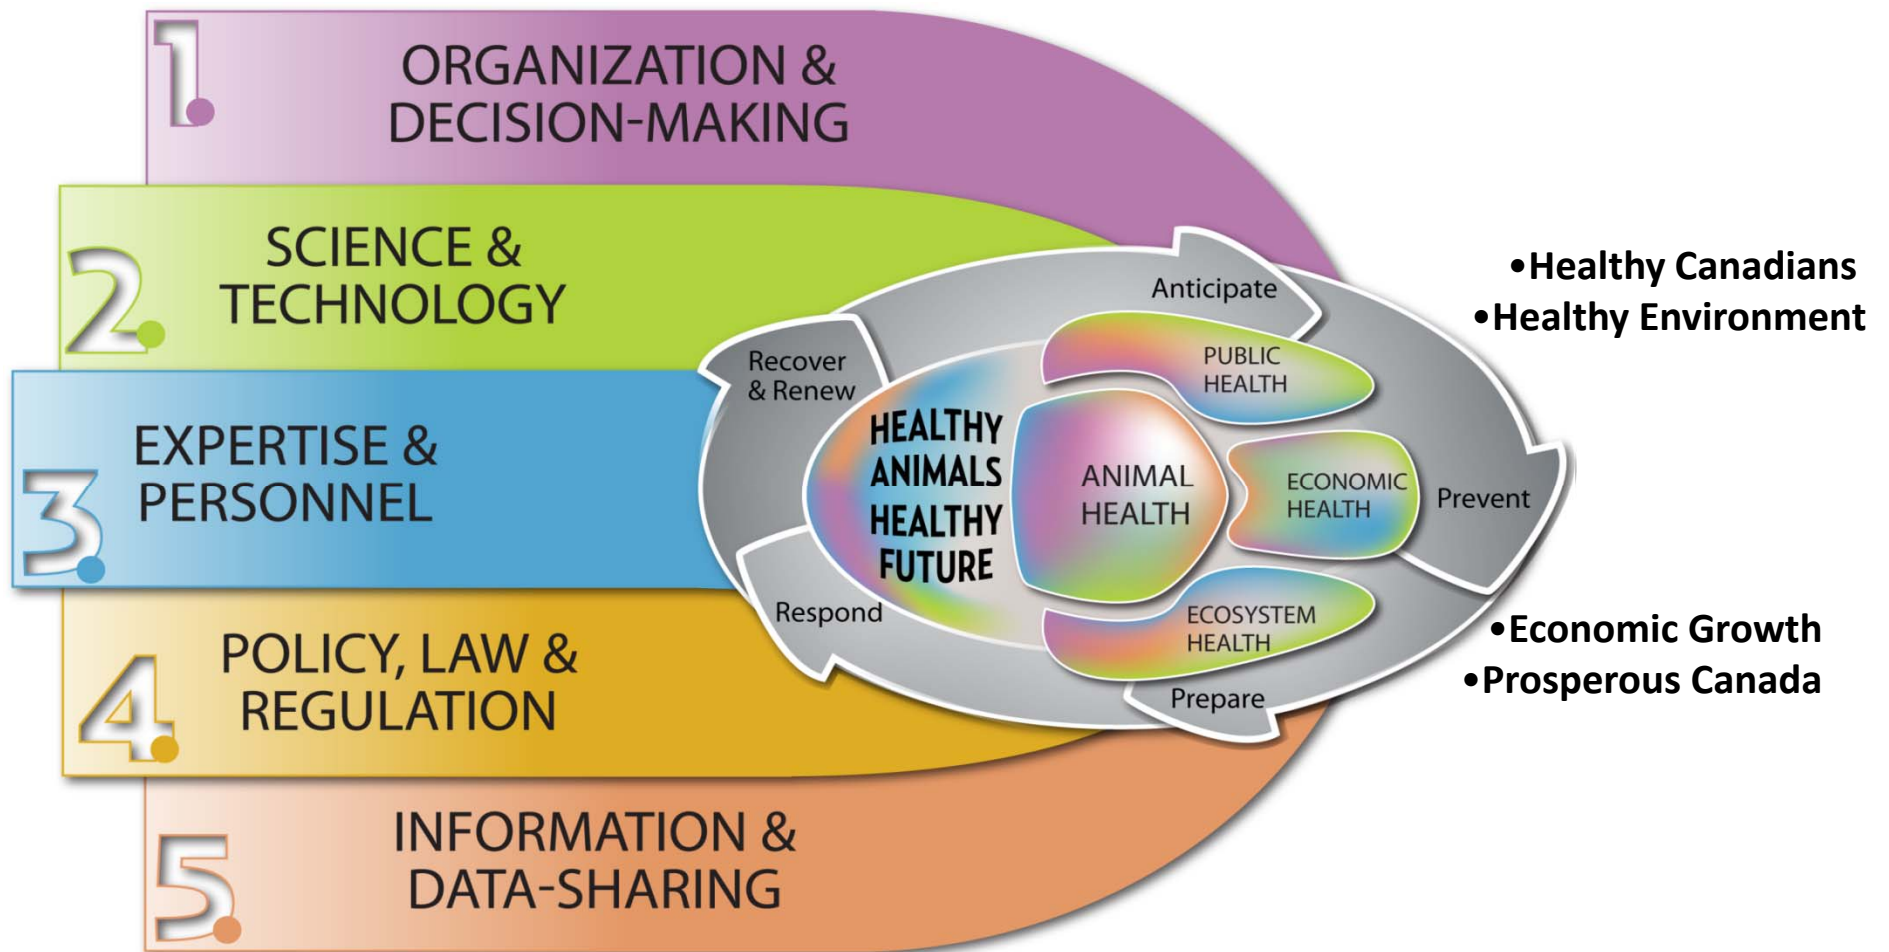 1.
ORGANIZATION &
DECISION-MAKING
2.
SCIENCE &
TECHNOLOGY
3.
EXPERTISE &
PERSONNEL
4.
POLICY, LAW &
REGULATION
5.
INFORMATION &
DATA-SHARING
Anticipate
Recover
& Renew
Respond
Prepare
Prevent
HEALTHY
ANIMALS
HEALTHY
FUTURE
ANIMAL
HEALTH
PUBLIC
HEALTH
ECONOMIC
HEALTH
ECOSYSTEM
HEALTH
•Healthy Canadians
•Healthy Environment
•Economic Growth
•Prosperous Canada